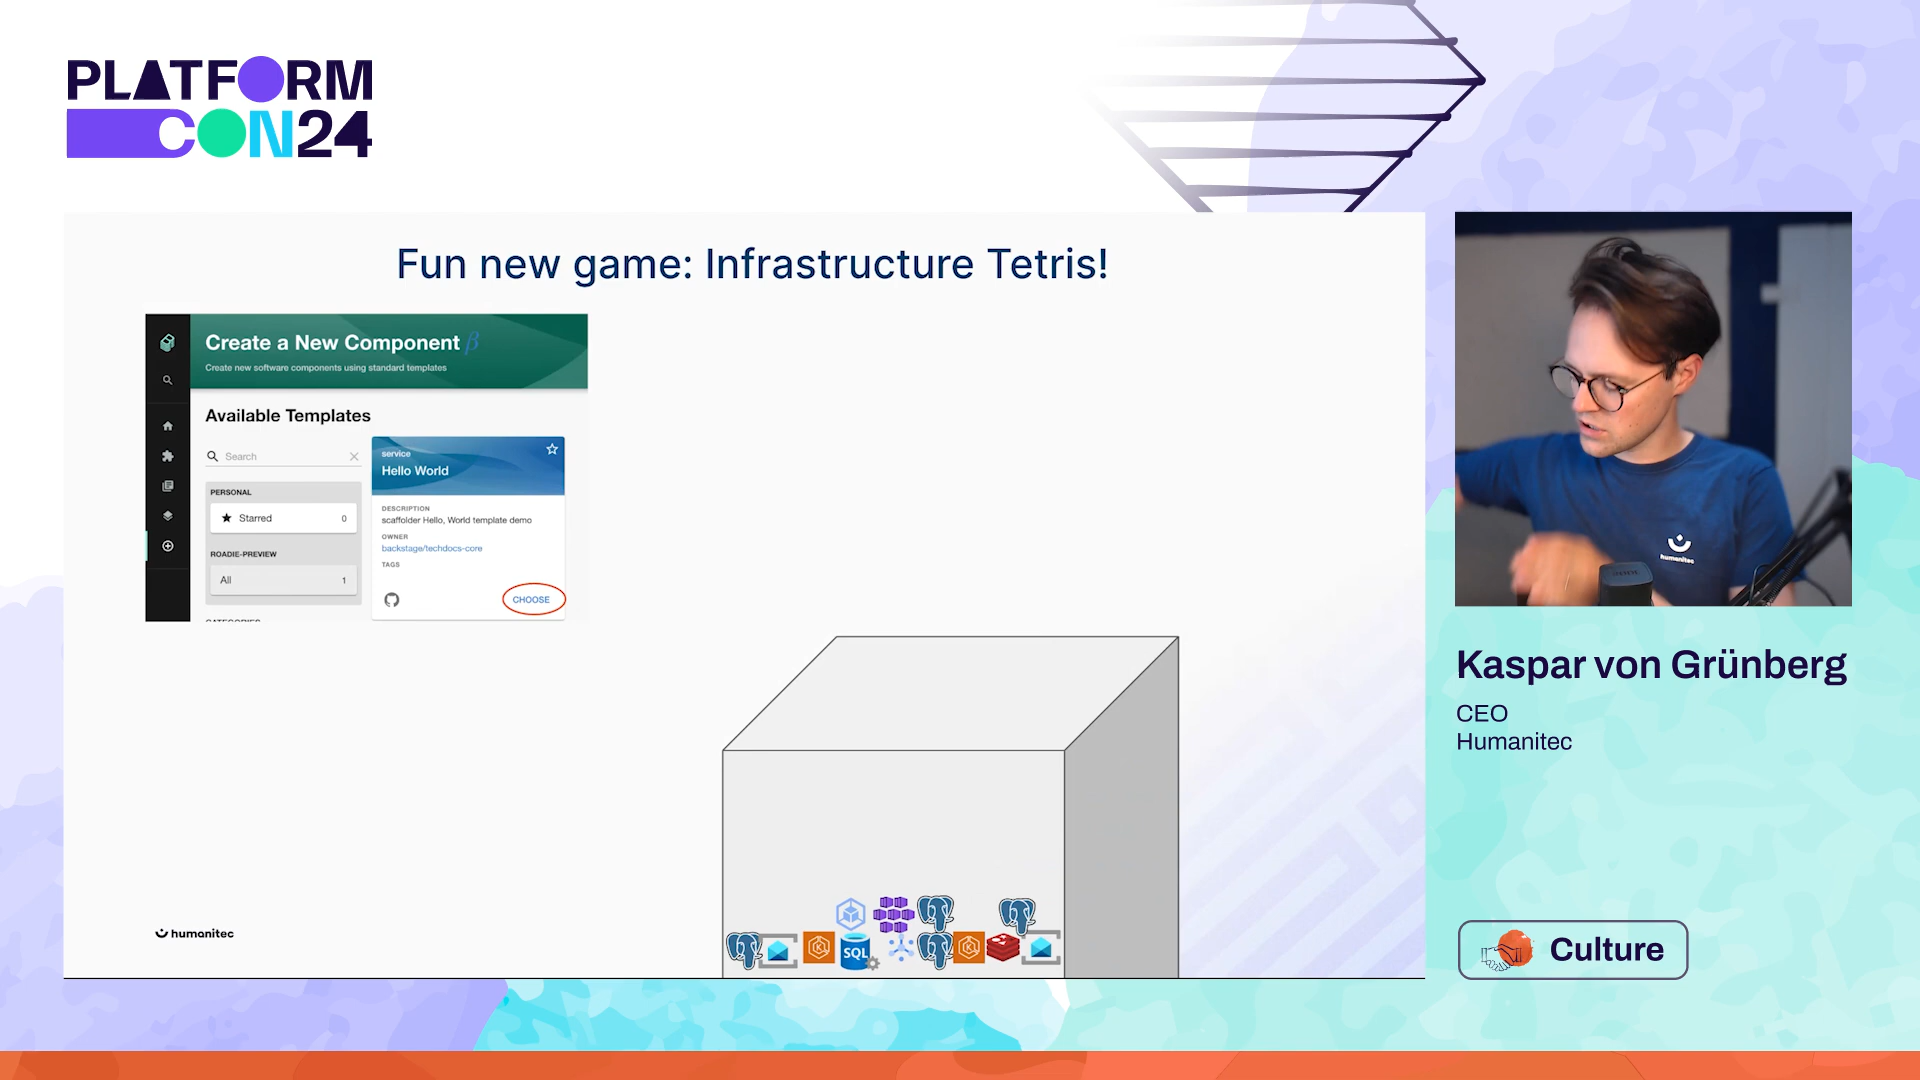 PLATFORM
CON24
Fun new game: Infrastructure Tetris!
Create a New Component β
Create new software components using standard templates
Available Templates
Search
PERSONAL
Starred 0
ROADIE-PREVIEW
All 1
service
Hello World
DESCRIPTION
scaffolder Hello, World template demo
OWNER
backstage/techdocs-core
TAGS
CHOOSE
SQL
humanitec
humanitec
Kaspar von Grünberg
CEO
Humanitec
Culture